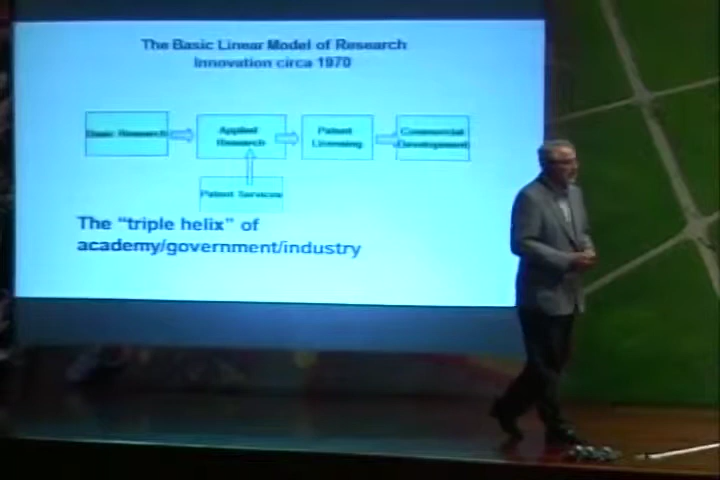 The Basic Linear Model of Research
Innovation circa 1970
Basic Research
Applied
Research
Patent
Licensing
Commercial
Development
Patent Services
The “triple helix” of
academy/government/industry